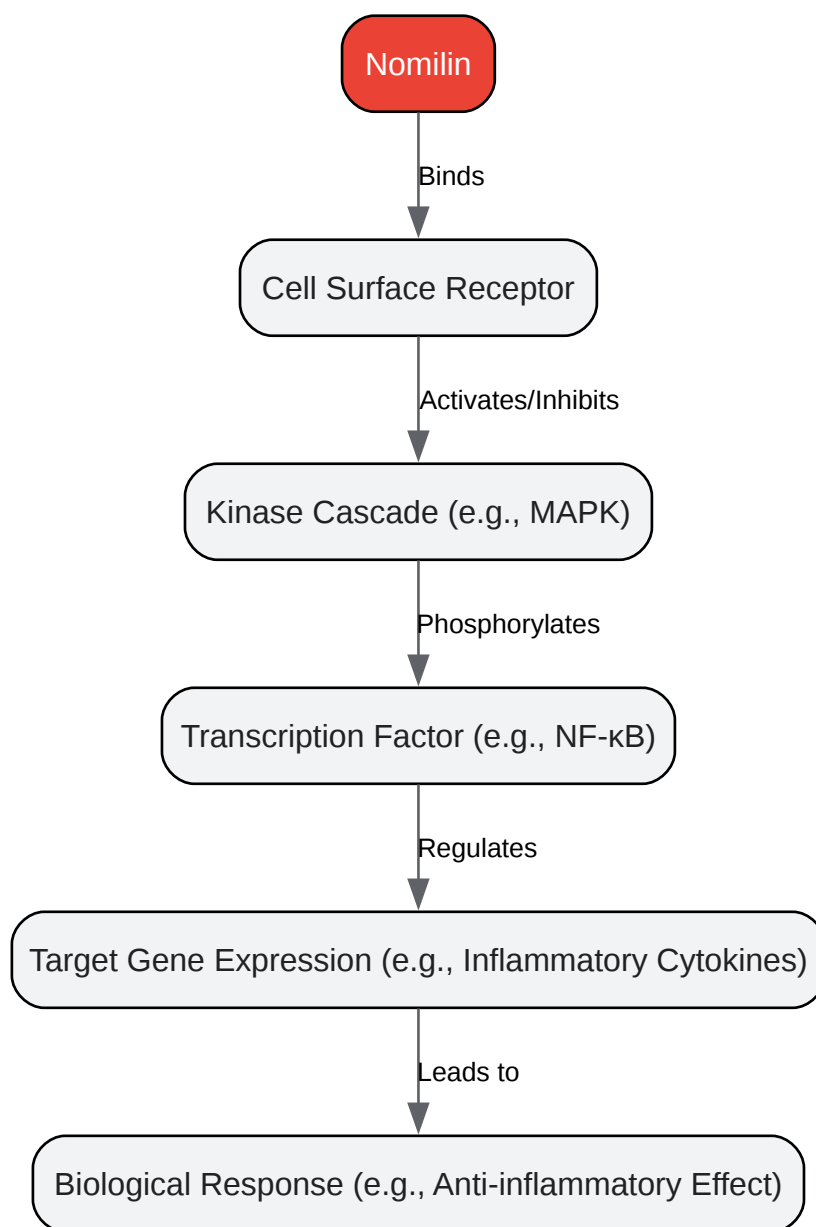 Nomilin
Binds
Cell Surface Receptor
Activates/Inhibits
Kinase Cascade (e.g., MAPK)
Phosphorylates
Transcription Factor (e.g., NF-κB)
Regulates
Target Gene Expression (e.g., Inflammatory Cytokines)
Leads to
Biological Response (e.g., Anti-inflammatory Effect)